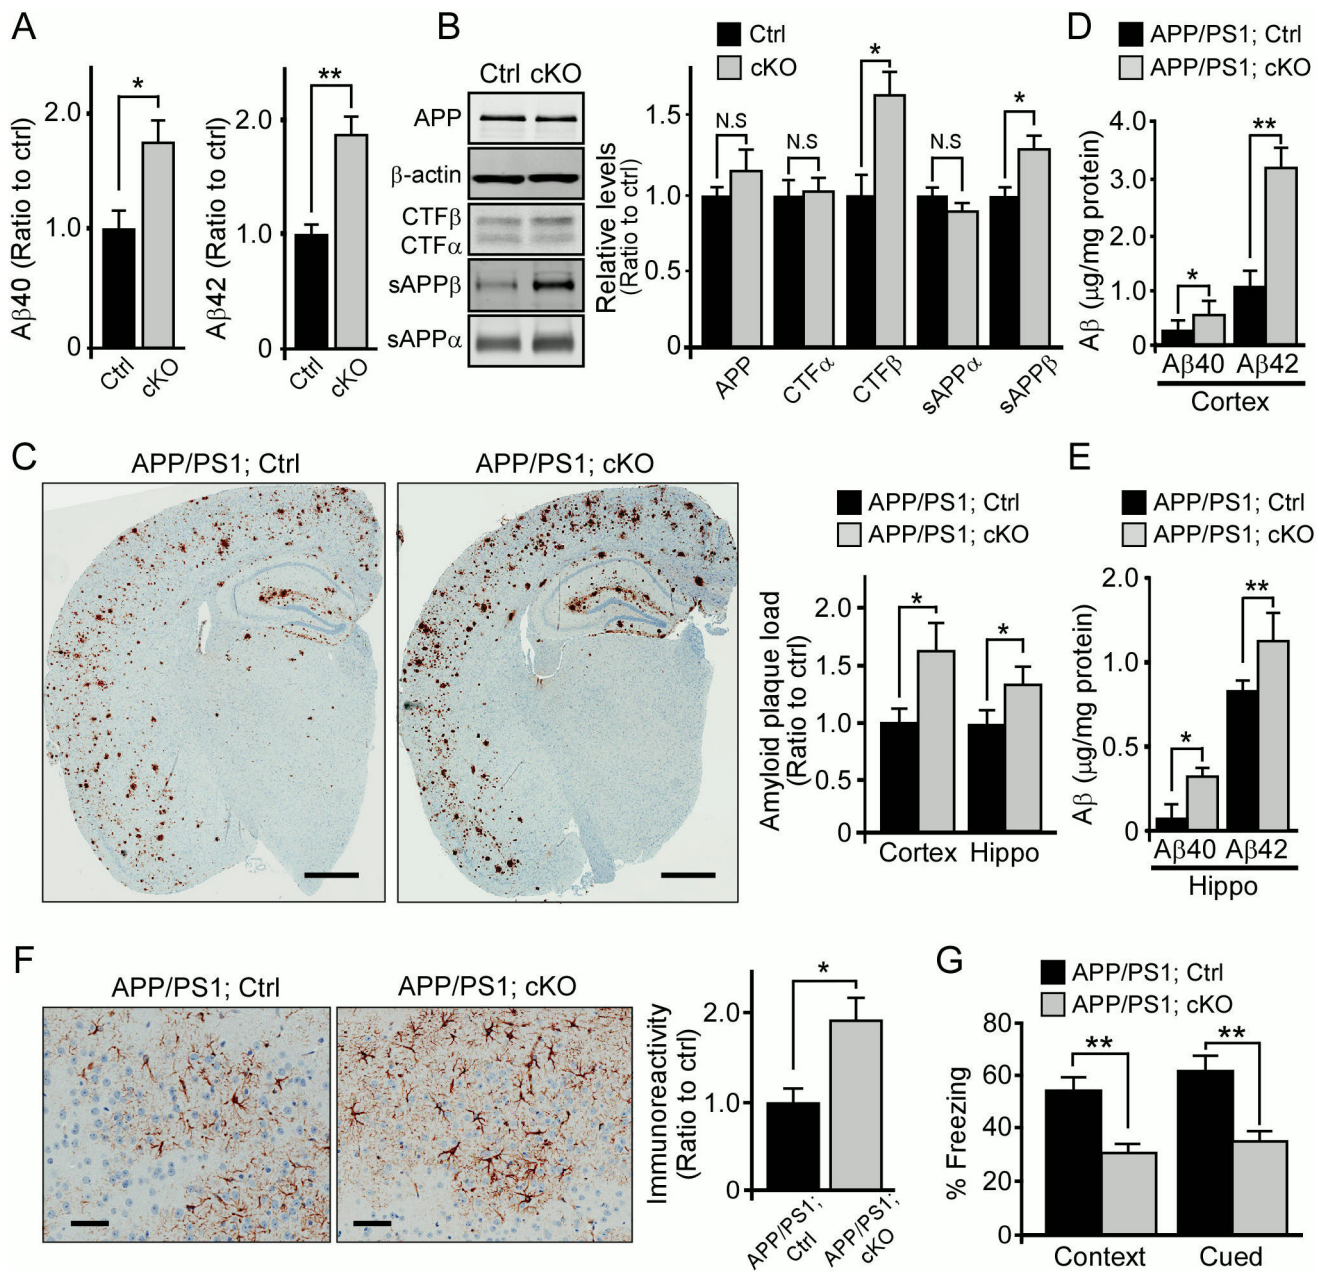 A
Aβ40 (Ratio to ctrl)
2.0
1.0
0
*
Ctrl
cKO
Aβ42 (Ratio to ctrl)
2.0
1.0
0
**
Ctrl
cKO
B
Ctrl cKO
APP
β-actin
CTFβ
CTFα
sAPPβ
sAPPα
Ctrl
cKO
Relative levels
(Ratio to ctrl)
1.5
1.0
0.5
0
N.S
N.S
*
N.S
*
APP
CTFα
CTFβ
sAPPα
sAPPβ
D
APP/PS1; Ctrl
APP/PS1; cKO
Aβ (μg/mg protein)
4.0
3.0
2.0
1.0
0
*
**
Aβ40 Aβ42
Cortex
C
APP/PS1; Ctrl
APP/PS1; cKO
APP/PS1; Ctrl
APP/PS1; cKO
Amyloid plaque load
(Ratio to ctrl)
2.0
1.5
1.0
0.5
0
*
*
Cortex Hippo
E
APP/PS1; Ctrl
APP/PS1; cKO
Aβ (μg/mg protein)
2.0
1.0
0.5
0
*
**
Aβ40 Aβ42
Hippo
F
APP/PS1; Ctrl
APP/PS1; cKO
Immunoreactivity
(Ratio to ctrl)
2.0
1.0
0
*
APP/PS1;
Ctrl
APP/PS1;
cKO
G
APP/PS1; Ctrl
APP/PS1; cKO
% Freezing
80
60
40
20
0
**
**
Context Cued